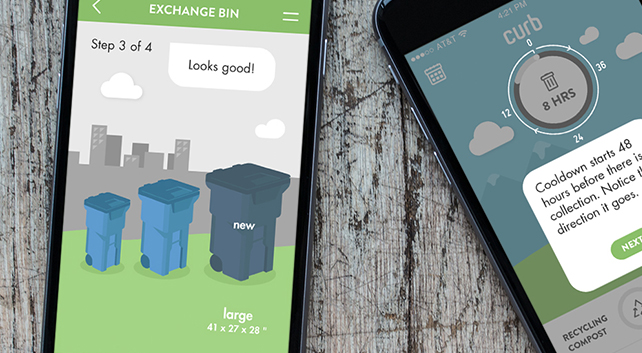 EXCHANGE BIN
Step 3 of 4
Looks good!
new
large
41 x 27 x 28 "
AT&T
4:21 PM
curb
0
36
24
12
8 HRS
Cooldown starts 48
hours before there is
collection. Notice the
direction it goes.
NEXT
RECYCLING
COMPOST